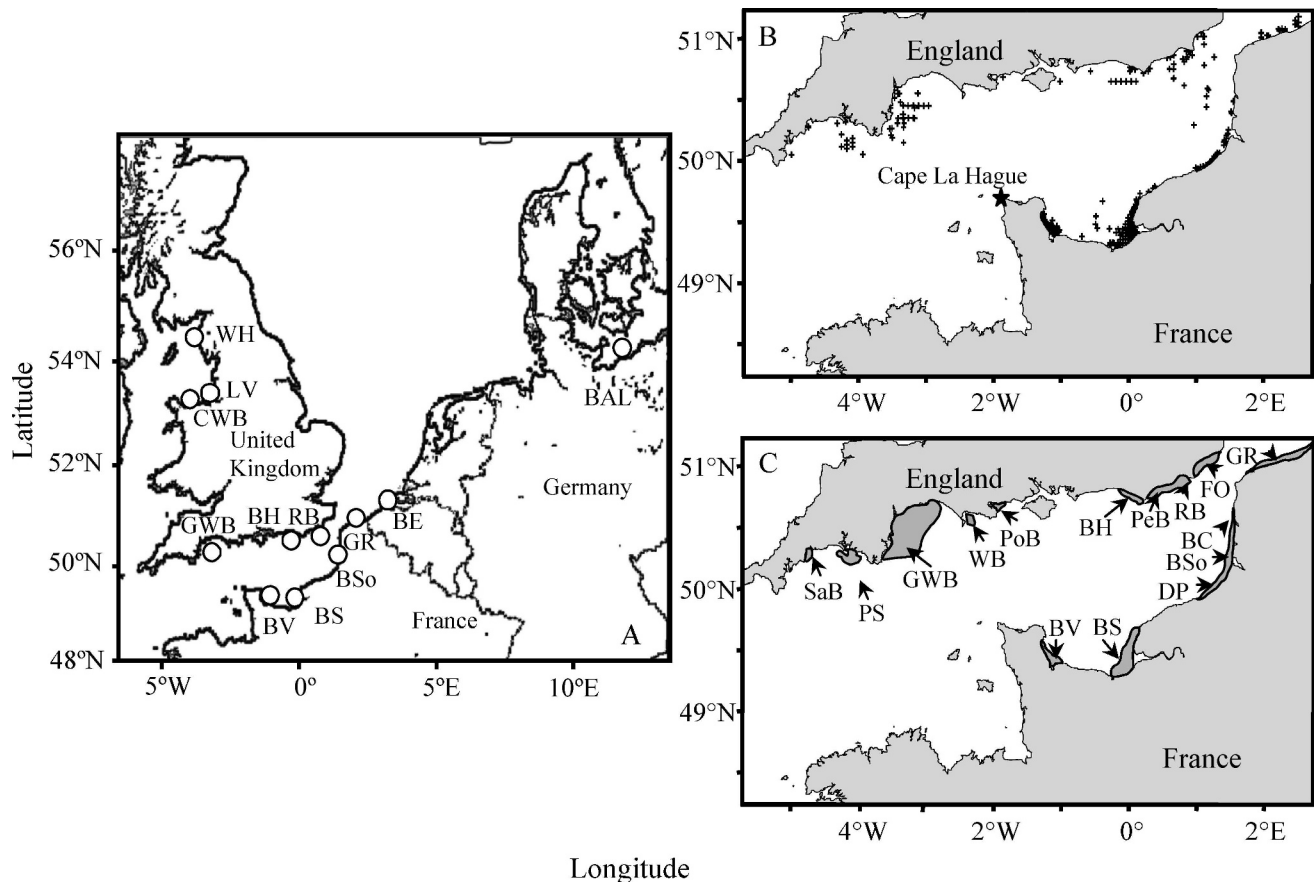 Latitude
56°N
54°N
52°N
50°N
48°N
5°W
0°
5°E
10°E
WH
LV
CWB
United
Kingdom
BAL
Germany
GWB
BH RB
BE
GR
BSo
BV
BS
France
A
51°N
50°N
49°N
B
England
Cape La Hague
France
4°W
2°W
0°
2°E
51°N
50°N
49°N
C
England
GR
FO
RB
PeB
BH
PoB
WB
BC
BSo
GWB
DP
SaB
PS
BV
BS
France
4°W
2°W
0°
2°E
Longitude